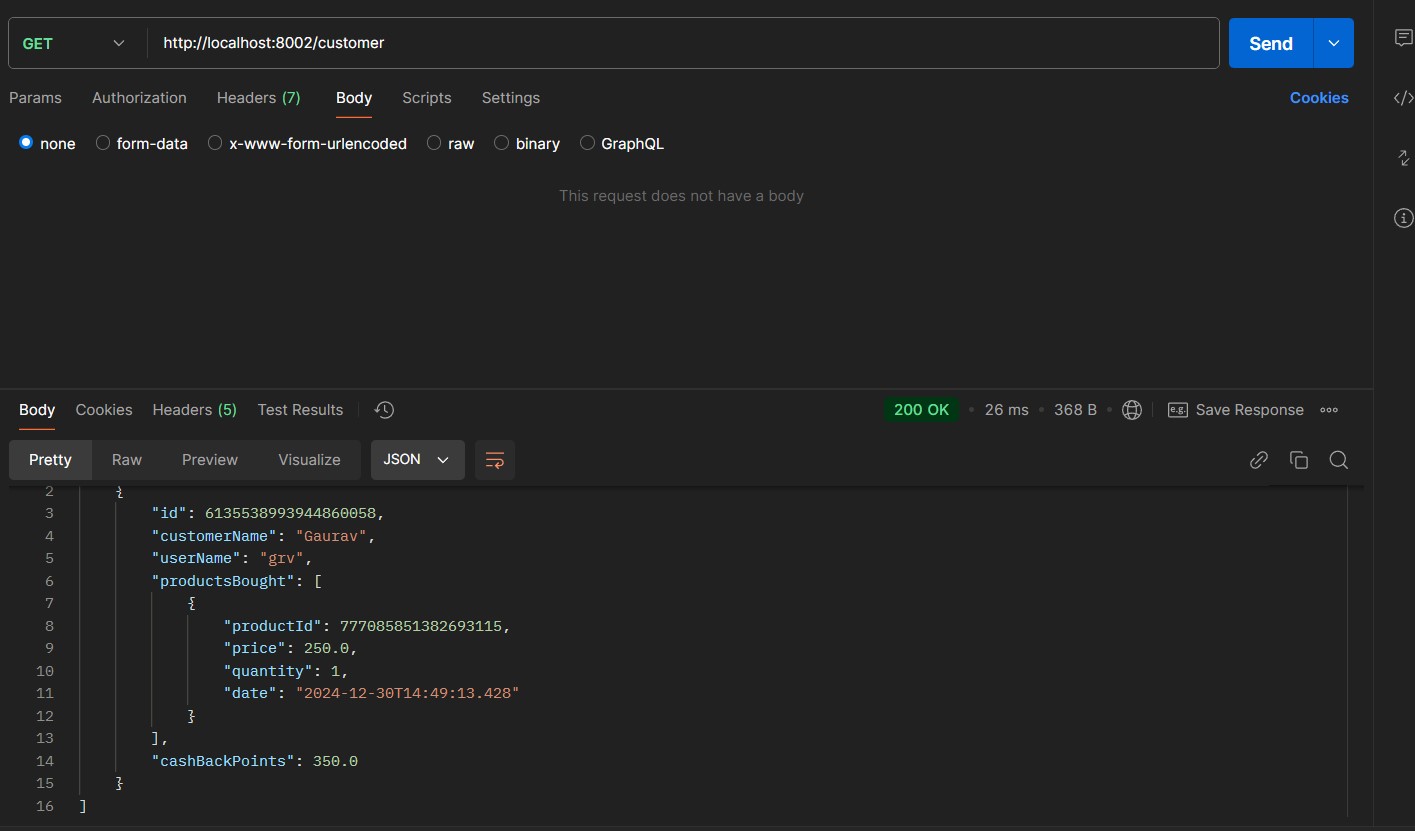 GET http://localhost:8002/customer Send
Params Authorization Headers (7) Body Scripts Settings Cookies
none form-data x-www-form-urlencoded raw binary GraphQL
This request does not have a body
Body Cookies Headers (5) Test Results 200 OK 26 ms 368 B e.g. Save Response
Pretty Raw Preview Visualize JSON
2 {
3 "id": 6135538993944860058,
4 "customerName": "Gaurav",
5 "userName": "grv",
6 "productsBought": [
7 {
8 "productId": 777085851382693115,
9 "price": 250.0,
10 "quantity": 1,
11 "date": "2024-12-30T14:49:13.428"
12 }
13 ],
14 "cashBackPoints": 350.0
15 }
16 ]